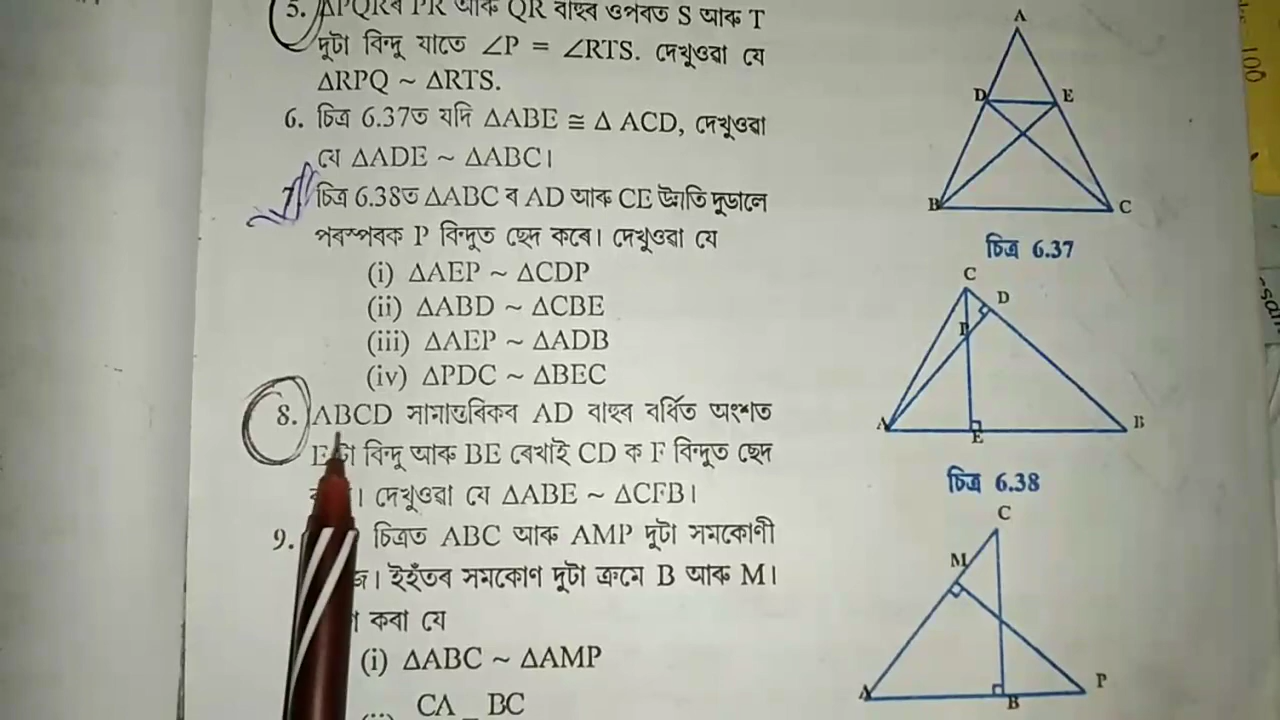 5. ΔPQRৰ PR আৰু QR বাহুৰ ওপৰত S আৰু T
দুটা বিন্দু যাতে ∠P = ∠RTS. দেখুওৱা যে
ΔRPQ ~ ΔRTS.
6. চিত্ৰ 6.37ত যদি ΔABE ≅ Δ ACD, দেখুওৱা
যে ΔADE ~ ΔABC।
7. চিত্ৰ 6.38ত ΔABC ৰ AD আৰু CE উন্নতি দুডালে
পৰস্পৰক P বিন্দুত ছেদ কৰে। দেখুওৱা যে
(i) ΔAEP ~ ΔCDP
(ii) ΔABD ~ ΔCBE
(iii) ΔAEP ~ ΔADB
(iv) ΔPDC ~ ΔBEC
8. ABCD সামান্তৰিকৰ AD বাহুৰ বৰ্ধিত অংশত
E বিন্দু আৰু BE ৰেখাই CD ক F বিন্দুত ছেদ
। দেখুওৱা যে ΔABE ~ ΔCFB।
9. চিত্ৰত ABC আৰু AMP দুটা সমকোণী
। ইহঁতৰ সমকোণ দুটা ক্ৰমে B আৰু M।
কৰা যে
(i) ΔABC ~ ΔAMP
CA = BC
A
D E
B C
চিত্ৰ 6.37
C
D
P
A E B
চিত্ৰ 6.38
C
M
A B P
100